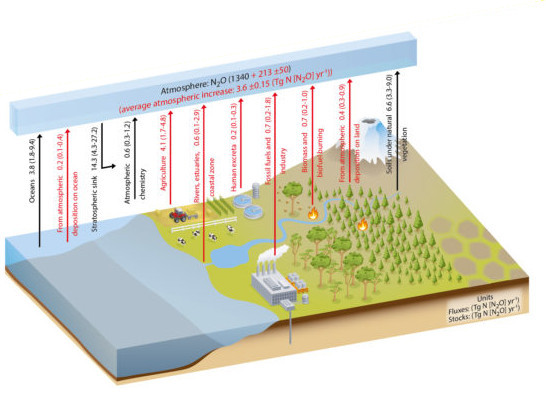 Atmosphere: N2O (1340 + 213 ±50)
(average atmospheric increase: 3.6 ±0.15 (Tg N [N2O] yr-1))
Oceans 3.8 (1.8-9.4)
From atmospheric 0.2 (0.1-0.4)
deposition on ocean
Stratospheric sink 14.3 (4.3-27.2)
Atmospheric 0.6 (0.3-1.2)
chemistry
Agriculture 4.1 (1.7-4.8)
Rivers, estuaries, 0.6 (0.1-2.9)
coastal zone
Human excreta 0.2 (0.1-0.3)
Fossil fuels and 0.7 (0.2-1.8)
industry
Biomass and 0.7 (0.2-1.0)
biofuel burning
From atmospheric 0.4 (0.3-0.9)
deposition on land
Soils under natural 6.6 (3.3-9.0)
vegetation
Units
Fluxes: (Tg N [N2O] yr-1)
Stocks: (Tg N [N2O] yr-1)